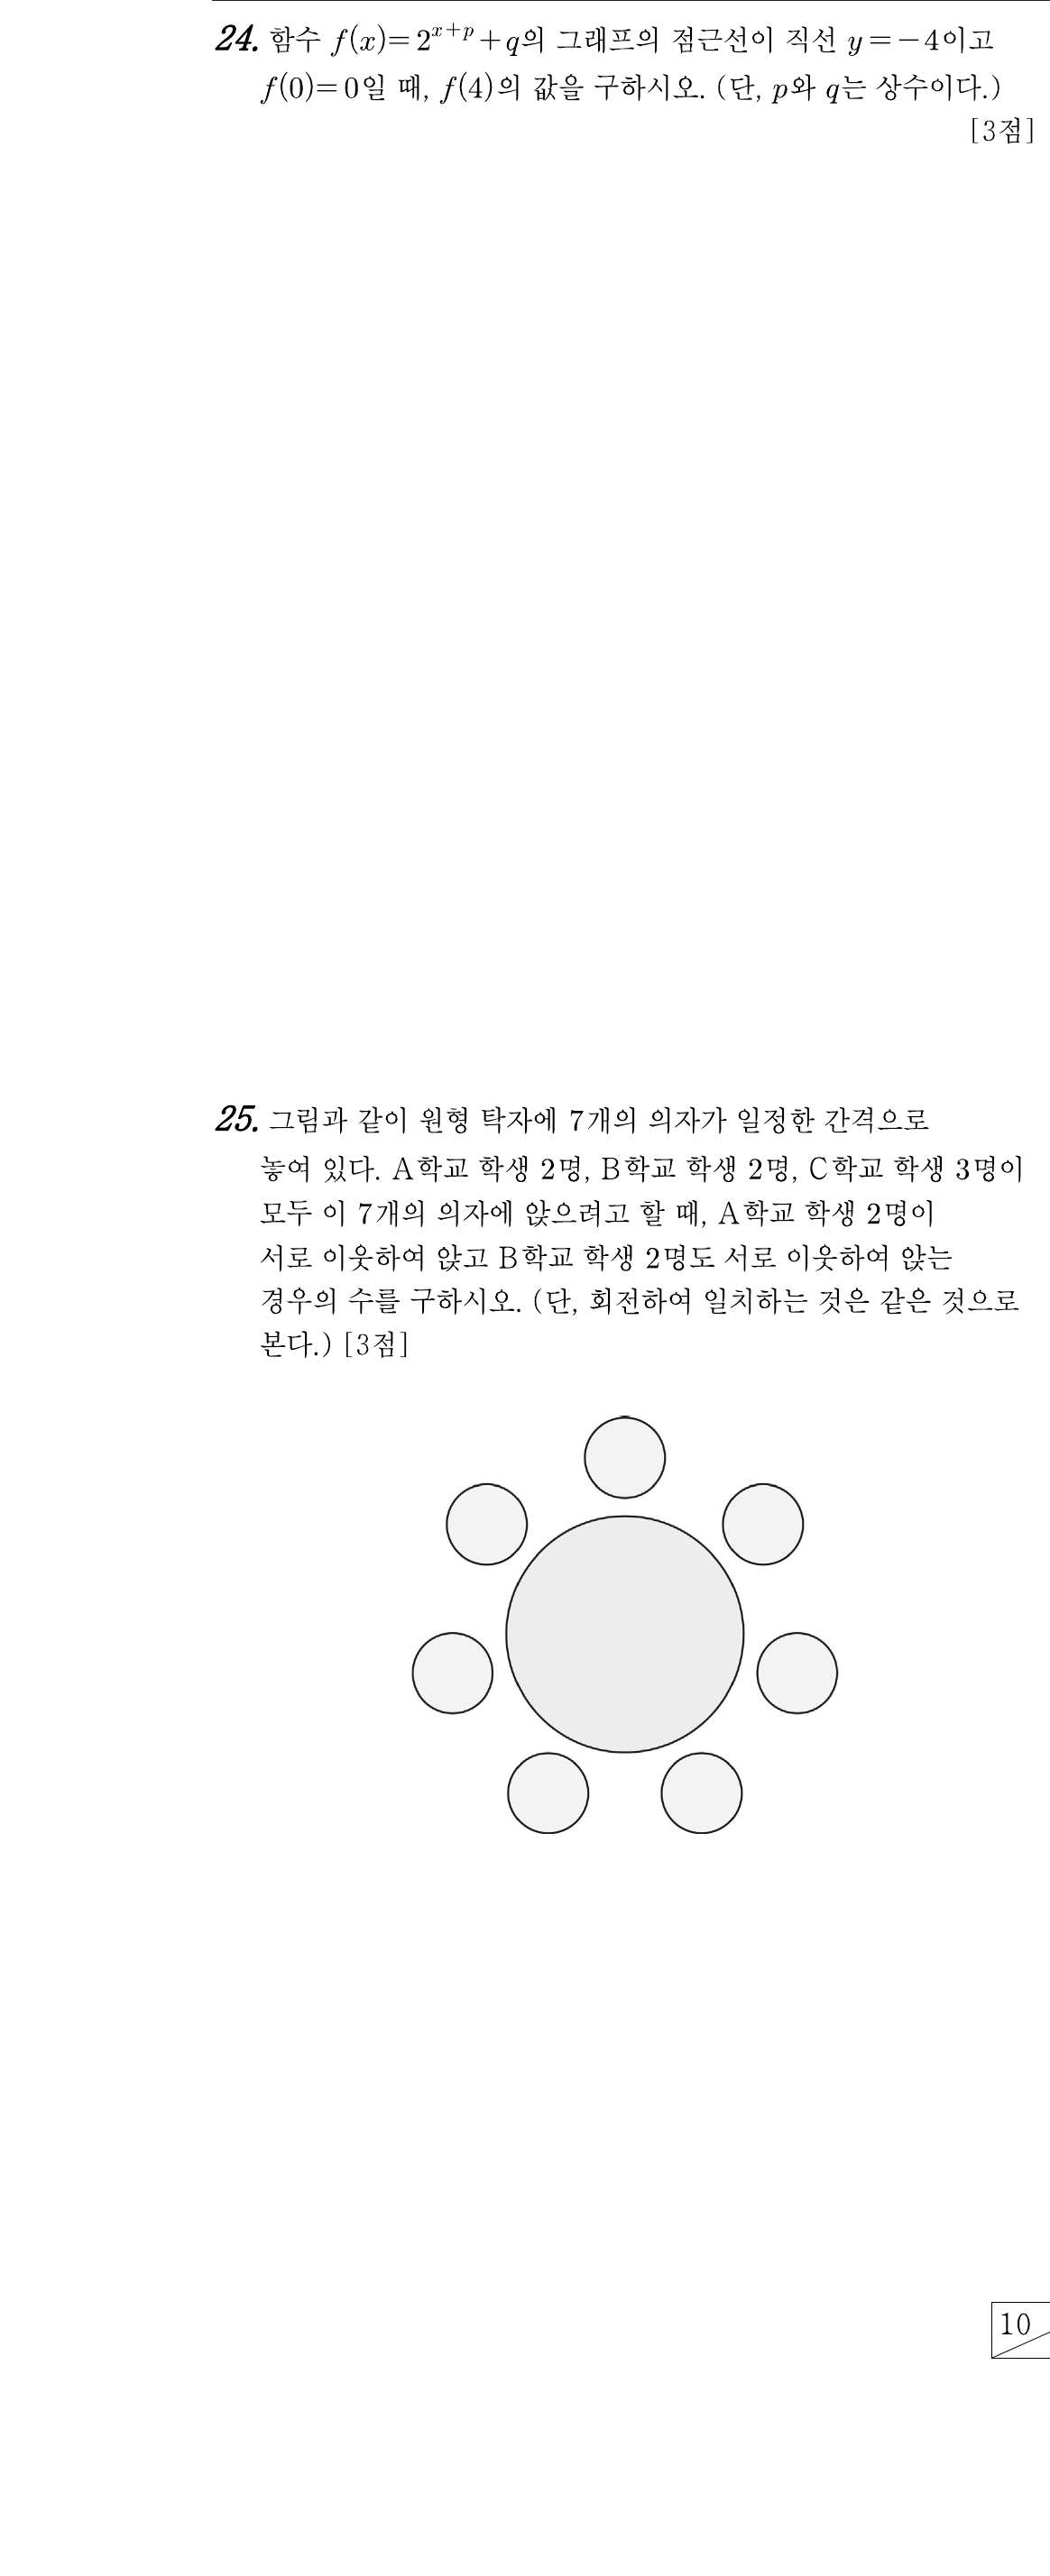 24. 함수 f(x)=2^{x+p}+q의 그래프의 점근선이 직선 y=-4이고
f(0)=0일 때, f(4)의 값을 구하시오. (단, p와 q는 상수이다.)
[3점]
25. 그림과 같이 원형 탁자에 7개의 의자가 일정한 간격으로
놓여 있다. A학교 학생 2명, B학교 학생 2명, C학교 학생 3명이
모두 이 7개의 의자에 앉으려고 할 때, A학교 학생 2명이
서로 이웃하여 앉고 B학교 학생 2명도 서로 이웃하여 앉는
경우의 수를 구하시오. (단, 회전하여 일치하는 것은 같은 것으로
본다.) [3점]
10